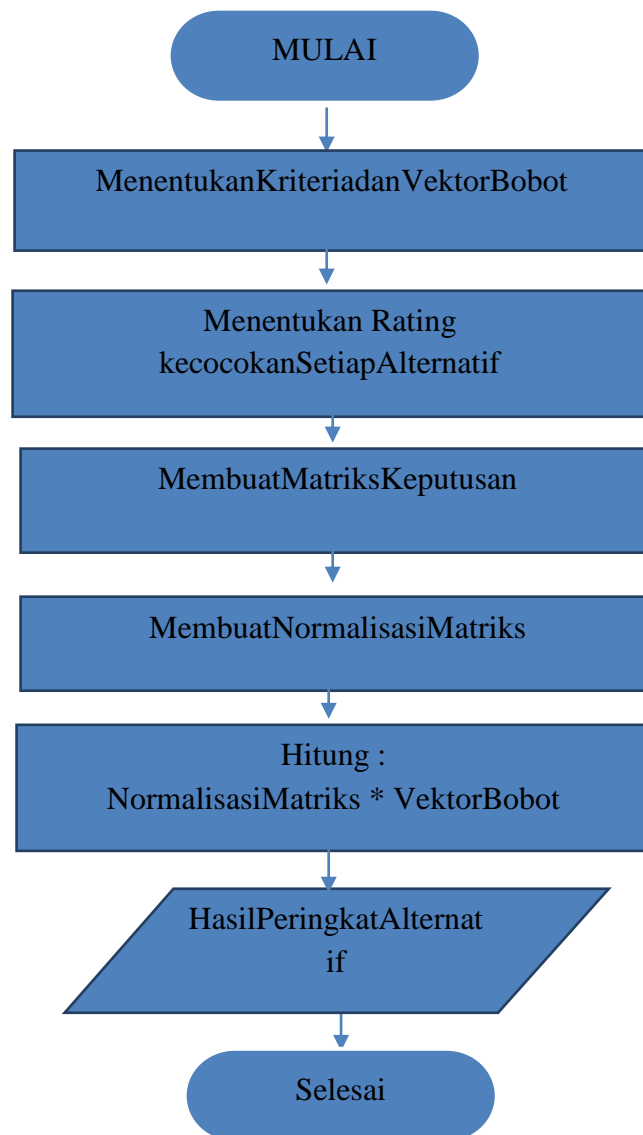 MULAI
MenentukanKriteriadanVektorBobot
Menentukan Rating
kecocokanSetiapAlternatif
MembuatMatriksKeputusan
MembuatNormalisasiMatriks
Hitung :
NormalisasiMatriks * VektorBobot
HasilPeringkatAlternat
if
Selesai